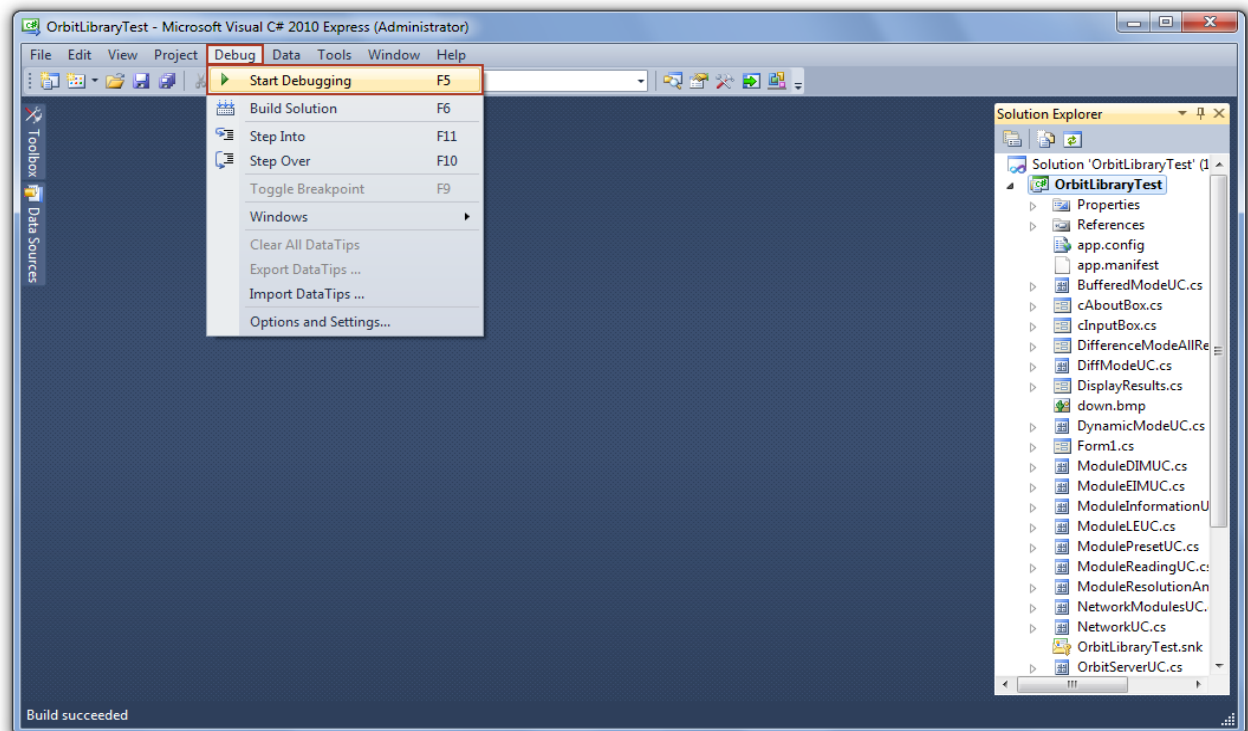 OrbitLibraryTest - Microsoft Visual C# 2010 Express (Administrator)
File Edit View Project Debug Data Tools Window Help
Start Debugging F5
Build Solution F6
Step Into F11
Step Over F10
Toggle Breakpoint F9
Windows
Clear All DataTips
Export DataTips ...
Import DataTips ...
Options and Settings...
Toolbox
Data Sources
Solution Explorer
Solution 'OrbitLibraryTest' (1
OrbitLibraryTest
Properties
References
app.config
app.manifest
BufferedModeUC.cs
cAboutBox.cs
cInputBox.cs
DifferenceModeAllRe
DiffModeUC.cs
DisplayResults.cs
down.bmp
DynamicModeUC.cs
Form1.cs
ModuleDIMUC.cs
ModuleEIMUC.cs
ModuleInformationU
ModuleLEUC.cs
ModulePresetUC.cs
ModuleReadingUC.c
ModuleResolutionAn
NetworkModulesUC.
NetworkUC.cs
OrbitLibraryTest.snk
OrbitServerUC.cs
Build succeeded